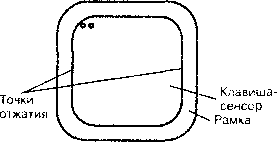 Точки
отжатия
Клавиша-
сенсор
Рамка